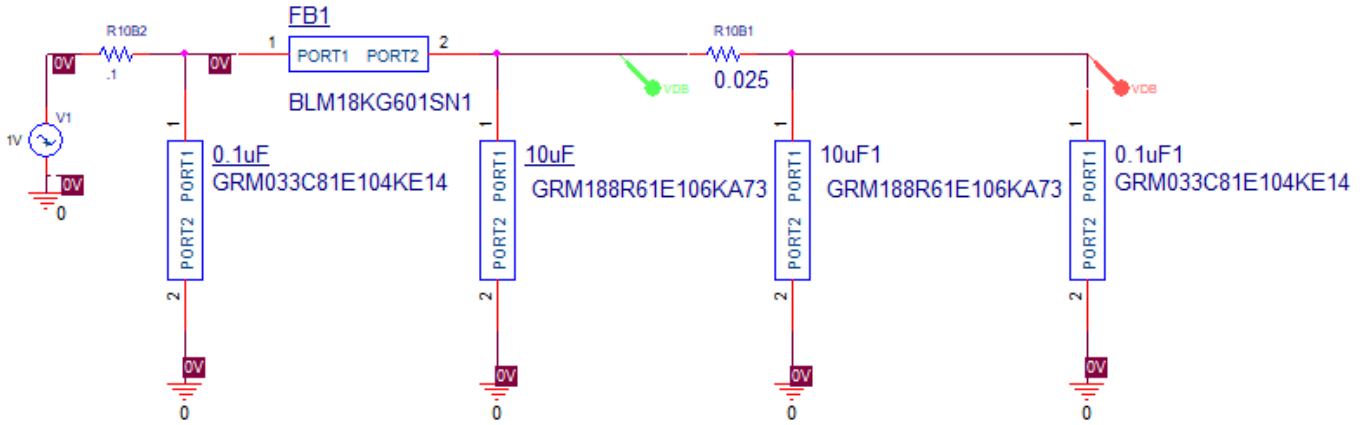 FB1
R10B2
R10B1
1
PORT1 PORT2
2
0V
0V
.1
VDB
0.025
VDB
BLM18KG601SN1
V1
1V
1
1
1
1
0.1uF
GRM033C81E104KE14
10uF
GRM188R61E106KA73
10uF1
GRM188R61E106KA73
0.1uF1
GRM033C81E104KE14
PORT2 PORT1
PORT2 PORT1
PORT2 PORT1
PORT2 PORT1
0V
0
2
2
2
2
0V
0V
0V
0V
0
0
0
0